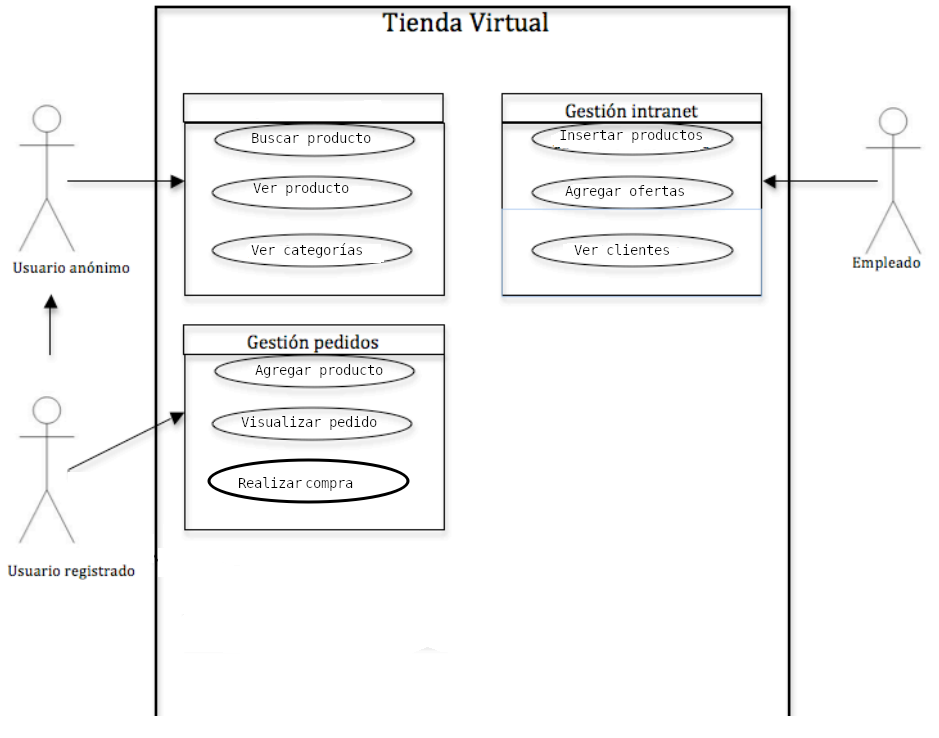 Tienda Virtual
Buscar producto
Ver producto
Ver categorías
Usuario anónimo
Gestión intranet
Insertar productos
Agregar ofertas
Ver clientes
Empleado
Gestión pedidos
Agregar producto
Visualizar pedido
Realizar compra
Usuario registrado